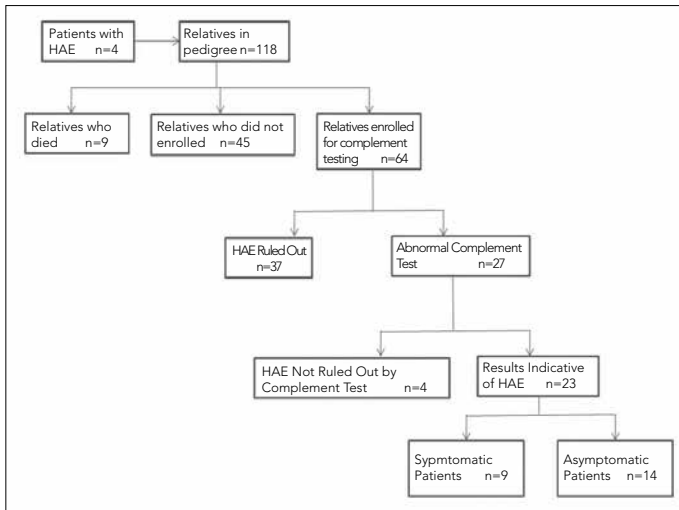 Patients with
HAE n=4
Relatives in
pedigree n=118
Relatives who
died n=9
Relatives who did not
enrolled n=45
Relatives enrolled
for complement
testing n=64
HAE Ruled Out
n=37
Abnormal Complement
Test n=27
HAE Not Ruled Out by
Complement Test n=4
Results Indicative
of HAE n=23
Sypmtomatic
Patients n=9
Asymptomatic
Patients n=14